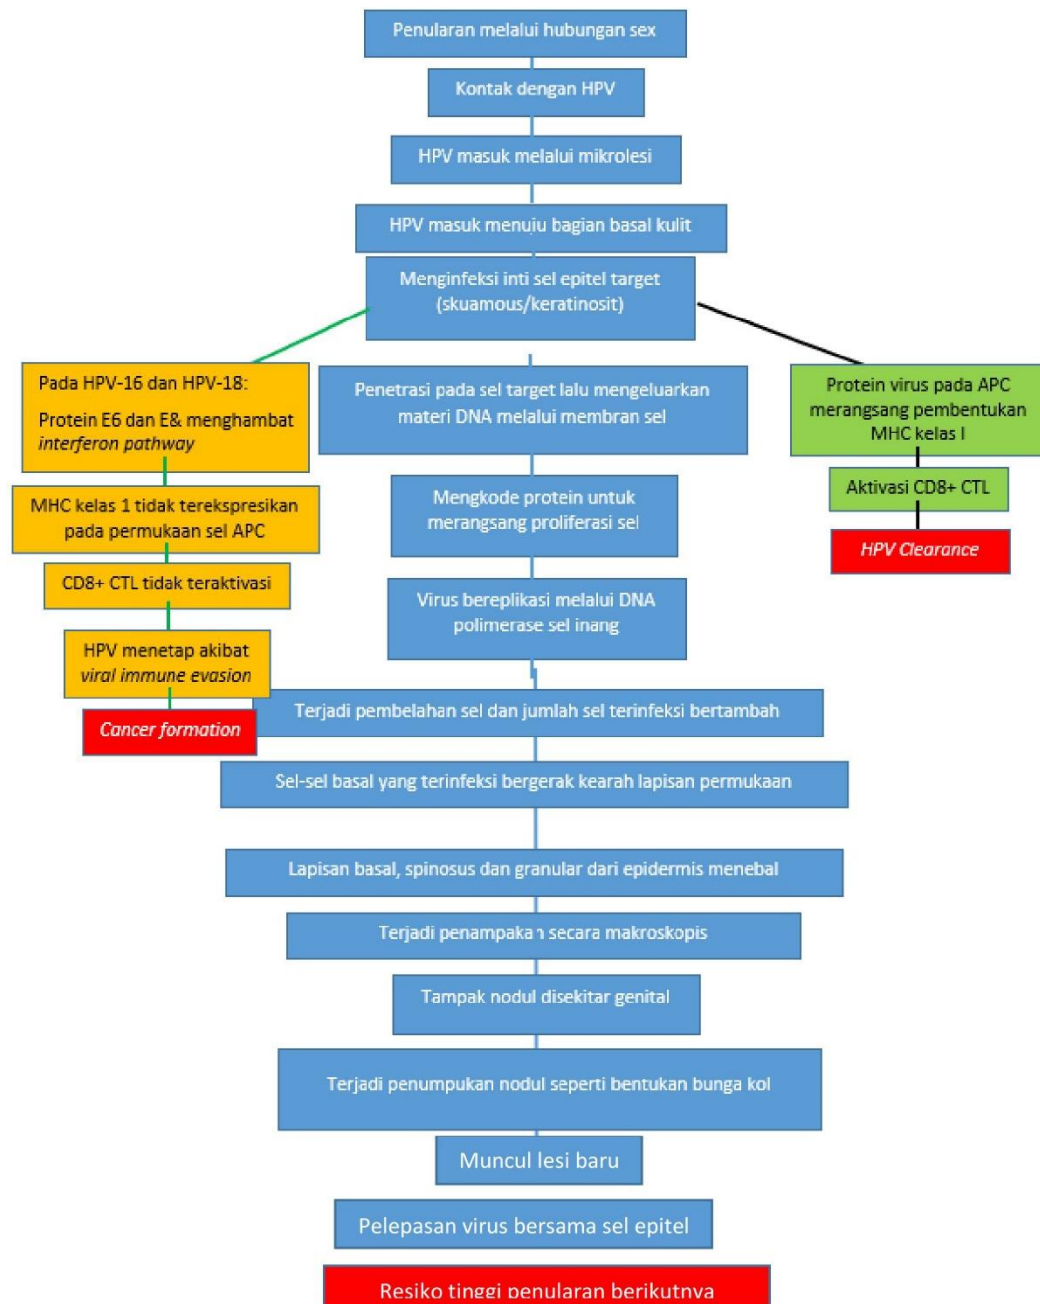 Penularan melalui hubungan sex
Kontak dengan HPV
HPV masuk melalui mikrolesi
HPV masuk menuju bagian basal kulit
Menginfeksi inti sel epitel target
(skuamous/keratinosit)
Pada HPV-16 dan HPV-18:
Protein E6 dan E& menghambat
interferon pathway
MHC kelas 1 tidak terekspresikan
pada permukaan sel APC
CD8+ CTL tidak teraktivasi
HPV menetap akibat
viral immune evasion
Cancer formation
Penetrasi pada sel target lalu mengeluarkan
materi DNA melalui membran sel
Mengkode protein untuk
merangsang proliferasi sel
Virus bereplikasi melalui DNA
polimerase sel inang
Protein virus pada APC
merangsang pembentukan
MHC kelas I
Aktivasi CD8+ CTL
HPV Clearance
Terjadi pembelahan sel dan jumlah sel terinfeksi bertambah
Sel-sel basal yang terinfeksi bergerak kearah lapisan permukaan
Lapisan basal, spinosus dan granular dari epidermis menebal
Terjadi penampakan secara makroskopis
Tampak nodul disekitar genital
Terjadi penumpukan nodul seperti bentukan bunga kol
Muncul lesi baru
Pelepasan virus bersama sel epitel
Resiko tinggi penularan berikutnya